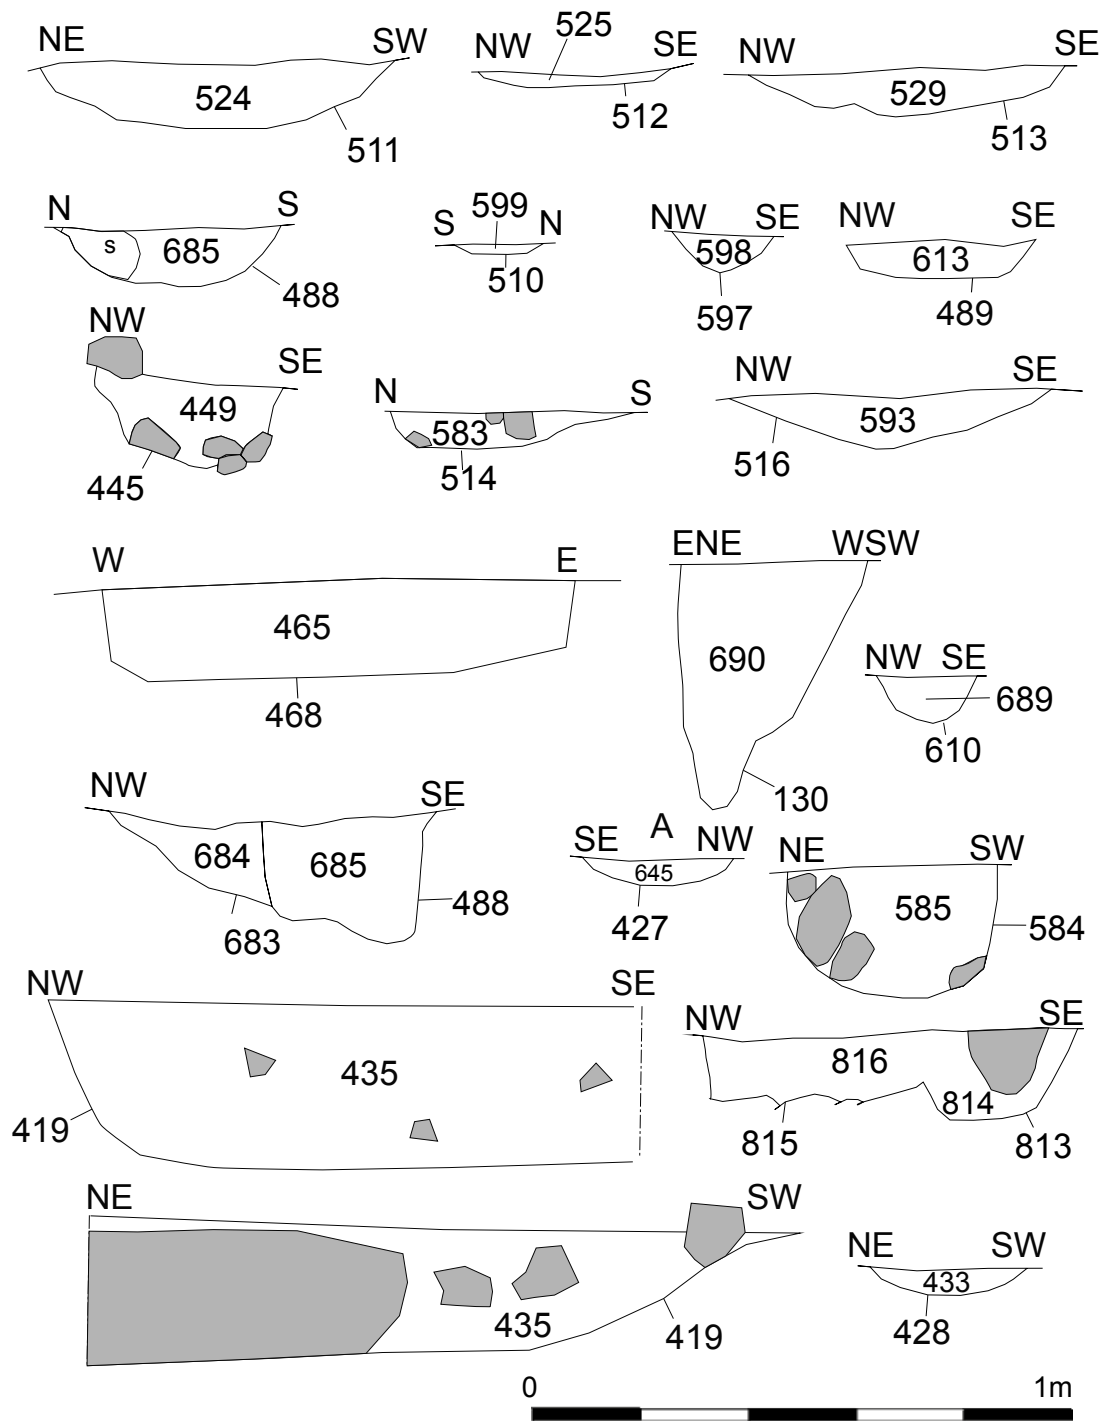 NE SW
524
511
NW 525 SE
512
NW SE
529
513
N S
s 685
488
S 599 N
510
NW SE
598
597
NW SE
613
489
NW
SE
449
445
N S
583
514
NW SE
593
516
W E
465
468
ENE WSW
690
130
NW SE
689
610
NW SE
684 685
683 488
A
SE NW
645
427
NE SW
585
584
NW SE
435
419
NW SE
816
814
815 813
NE SW
435
419
NE SW
433
428
0 1m